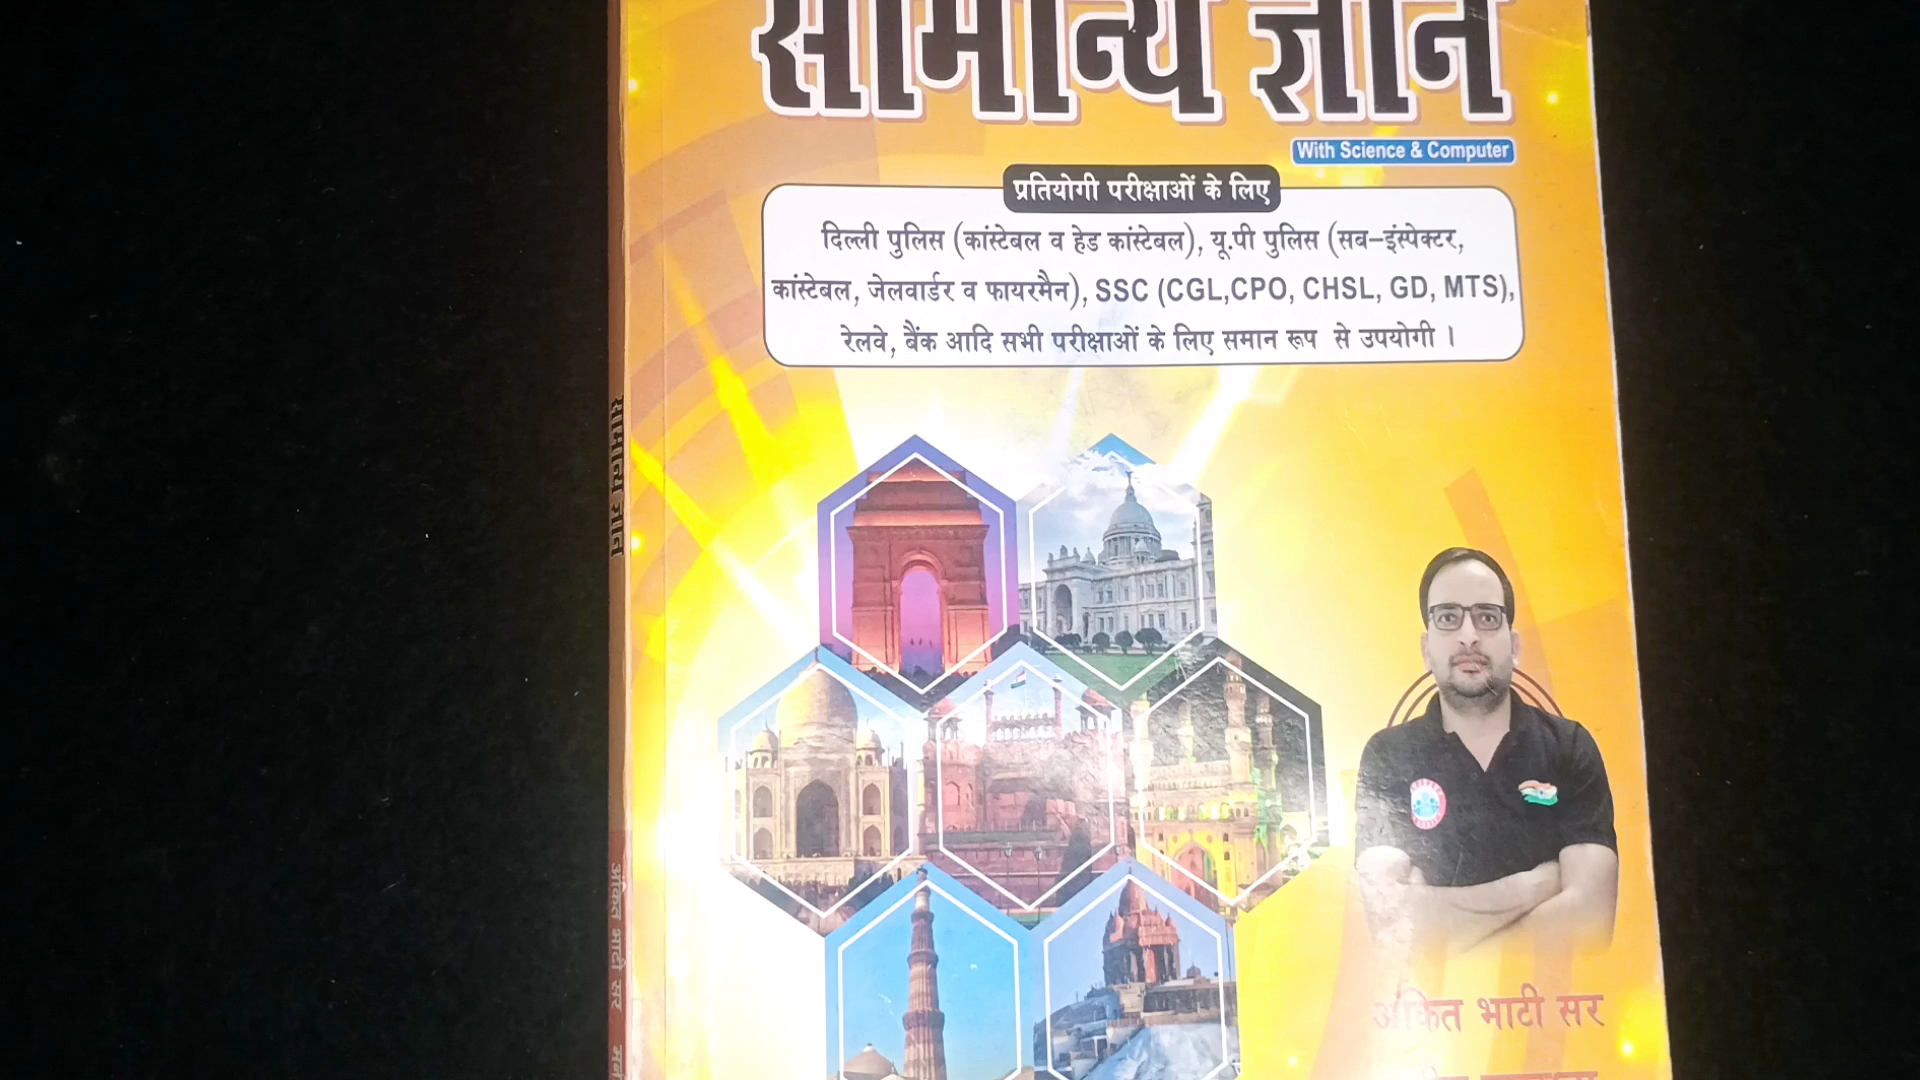 सामान्य ज्ञान
With Science & Computer
प्रतियोगी परीक्षाओं के लिए
दिल्ली पुलिस (कांस्टेबल व हेड कांस्टेबल), यू.पी पुलिस (सब-इंस्पेक्टर,
कांस्टेबल, जेलवार्डर व फायरमैन), SSC (CGL,CPO, CHSL, GD, MTS),
रेलवे, बैंक आदि सभी परीक्षाओं के लिए समान रूप से उपयोगी ।
अंकित भाटी सर
सामान्य ज्ञान
अंकित भाटी सर